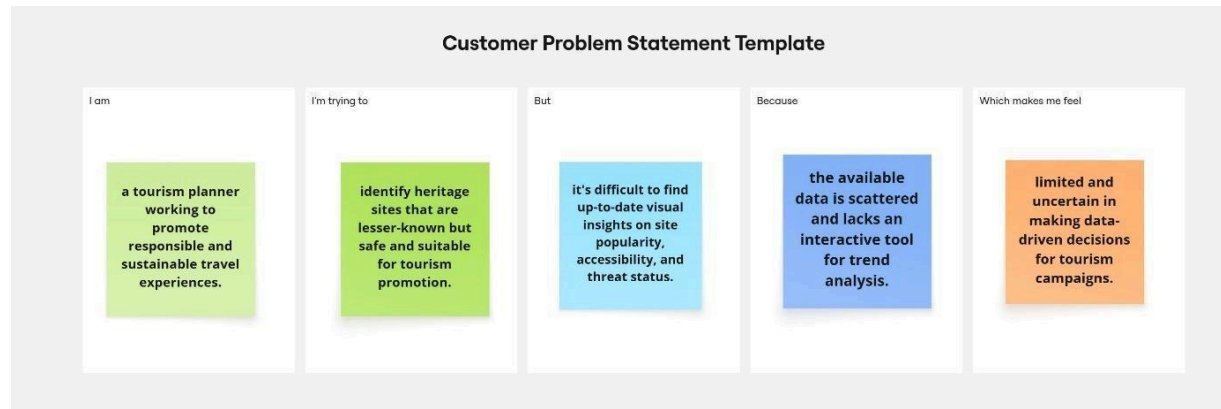 Customer Problem Statement Template
I am
a tourism planner
working to
promote
responsible and
sustainable travel
experiences.
I'm trying to
identify heritage
sites that are
lesser-known but
safe and suitable
for tourism
promotion.
But
it's difficult to find
up-to-date visual
insights on site
popularity,
accessibility, and
threat status.
Because
the available
data is scattered
and lacks an
interactive tool
for trend
analysis.
Which makes me feel
limited and
uncertain in
making data-
driven decisions
for tourism
campaigns.